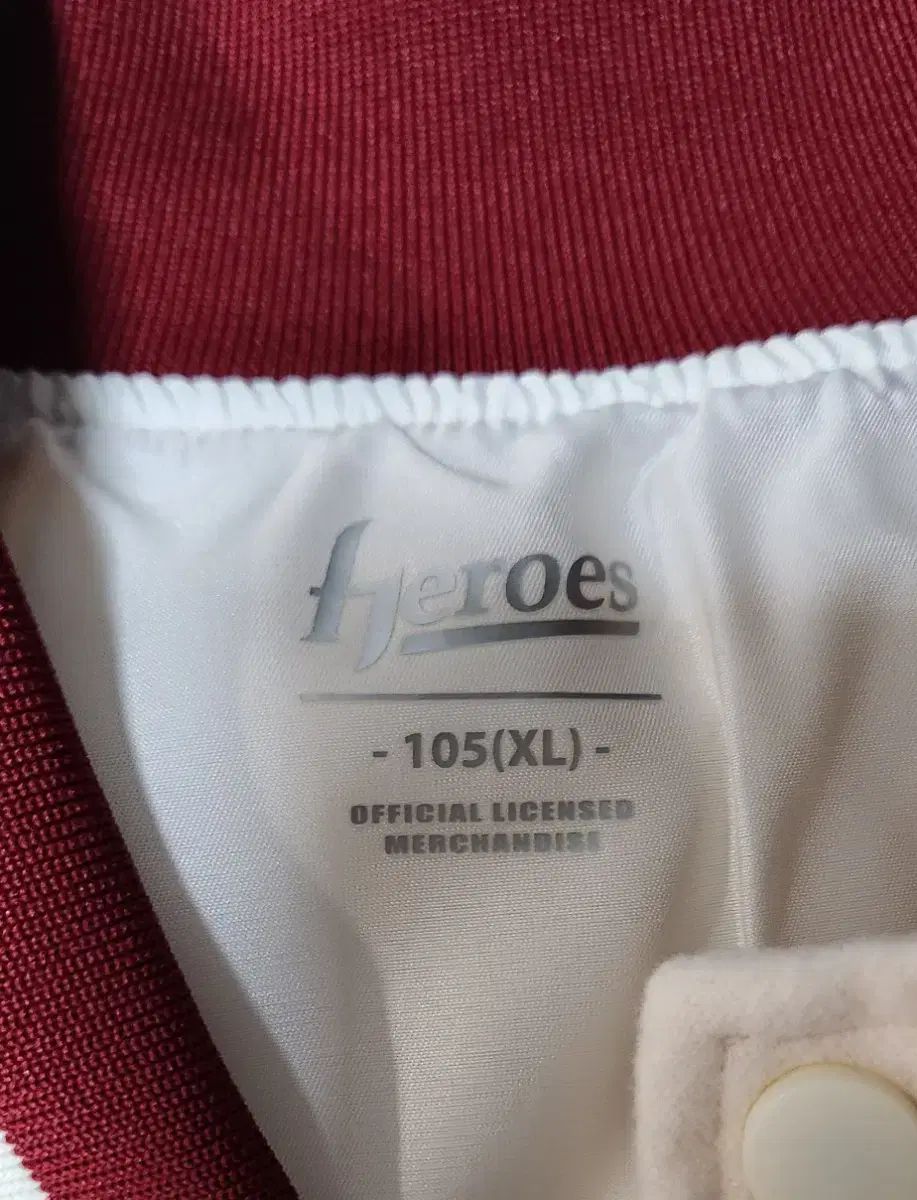 heroes
- 105(XL) -
OFFICIAL LICENSED
MERCHANDISE